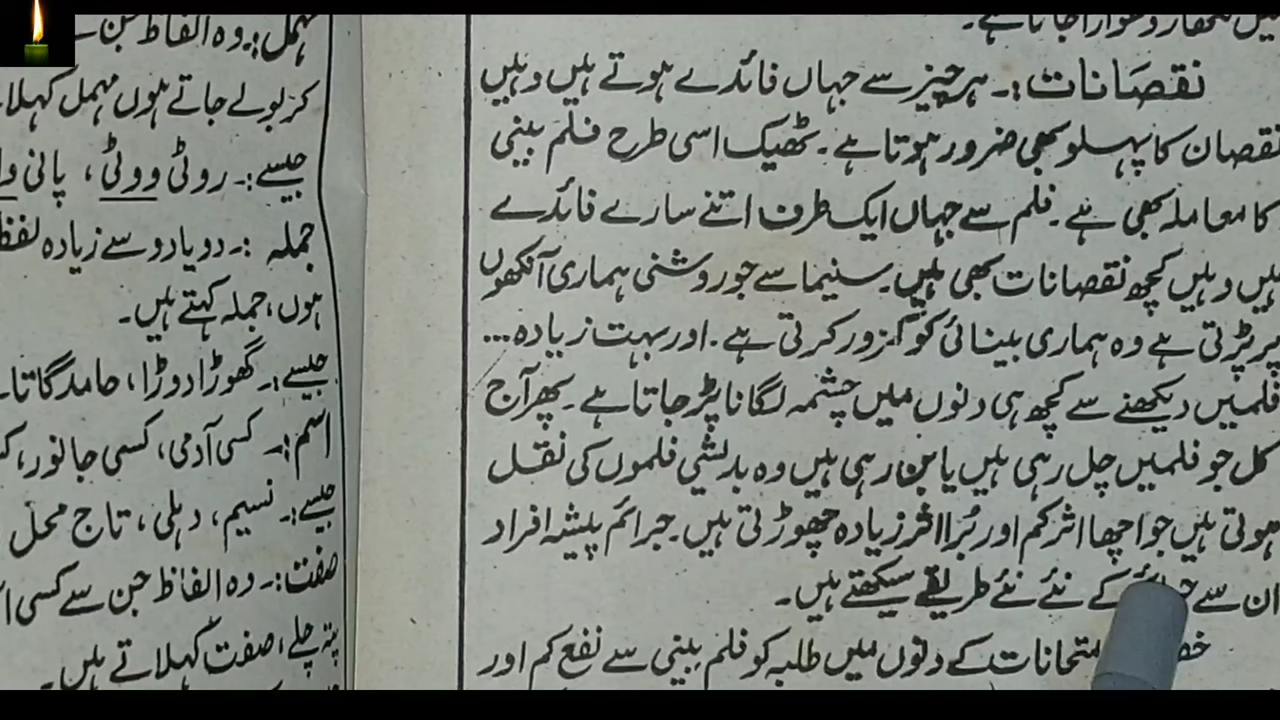 نقصانات:۔ ہر چیز سے جہاں فائدے ہوتے ہیں وہیں
نقصان کا پہلو بھی ضرور ہوتا ہے۔ ٹھیک اسی طرح فلم بینی
کا معاملہ بھی ہے۔ فلم سے جہاں ایک طرف اتنے سارے فائدے
ہیں وہیں کچھ نقصانات بھی ہیں۔ سنیما سے جو روشنی ہماری آنکھوں
پر پڑتی ہے وہ ہماری بینائی کو کمزور کرتی ہے۔ اور بہت زیادہ...
فلمیں دیکھنے سے کچھ ہی دنوں میں چشمہ لگانا پڑ جاتا ہے۔ پھر آج
کل جو فلمیں چل رہی ہیں یا بن رہی ہیں وہ بدیشی فلموں کی نقل
ہوتی ہیں جو اچھا اثر کم اور بُرا اثر زیادہ چھوڑتی ہیں۔ جرائم پیشہ افراد
ان سے کے نئے نئے طریقے سیکھتے ہیں۔
کے دنوں میں طلبہ کو فلم بینی سے نفع کم اور
مہمل:۔ وہ الفاظ جن
کر بولے جاتے ہوں مہمل
جیسے:۔ روٹی ووٹی، پانی
جملہ:۔ دو یا دو سے زیادہ
ہوں، جملہ کہتے ہیں۔
جیسے:۔ گھوڑا دوڑا، حامد گاتا
اسم:۔ کسی آدمی، کسی جانور،
جیسے:۔ نسیم، دہلی، تاج محل
صفت:۔ وہ الفاظ جن سے کسی
پتہ چلے، صفت کہلاتے ہیں۔